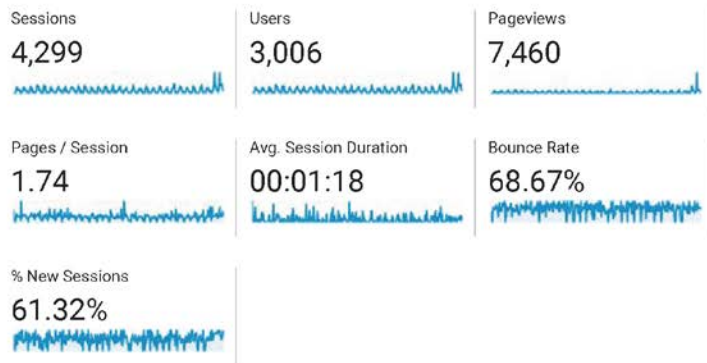 Sessions
4,299
Users
3,006
Pageviews
7,460
Pages / Session
1.74
Avg. Session Duration
00:01:18
Bounce Rate
68.67%
% New Sessions
61.32%